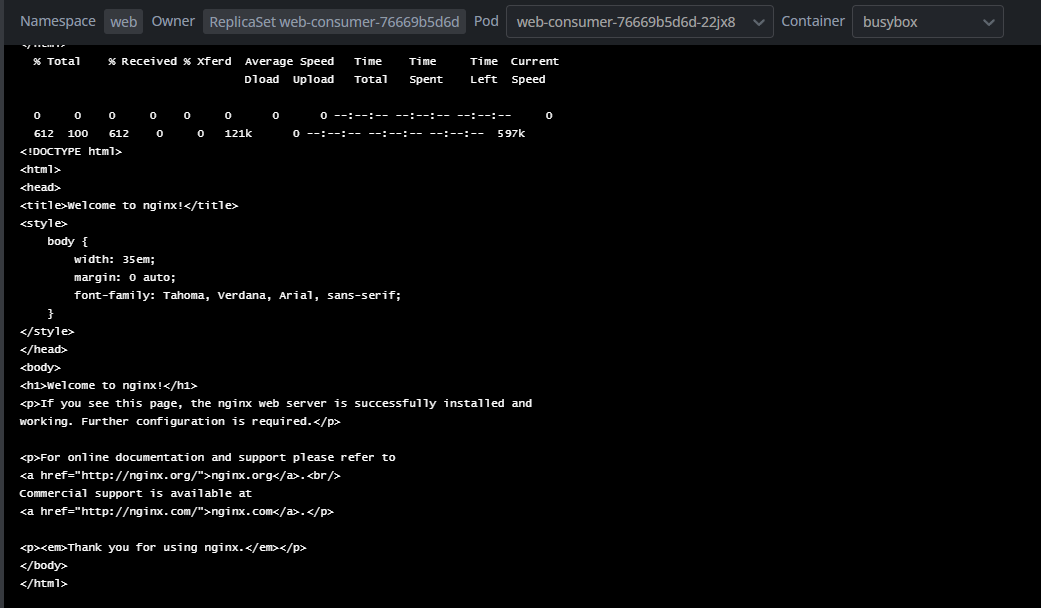 Namespace web Owner ReplicaSet web-consumer-76669b5d6d Pod web-consumer-76669b5d6d-22jx8 Container busybox
</html>
% Total % Received % Xferd Average Speed Time Time Time Current
Dload Upload Total Spent Left Speed
0 0 0 0 0 0 0 0 --:--:-- --:--:-- --:--:-- 0
612 100 612 0 0 121k 0 --:--:-- --:--:-- --:--:-- 597k
<!DOCTYPE html>
<html>
<head>
<title>Welcome to nginx!</title>
<style>
body {
width: 35em;
margin: 0 auto;
font-family: Tahoma, Verdana, Arial, sans-serif;
}
</style>
</head>
<body>
<h1>Welcome to nginx!</h1>
<p>If you see this page, the nginx web server is successfully installed and
working. Further configuration is required.</p>
<p>For online documentation and support please refer to
<a href="http://nginx.org/">nginx.org</a>.<br/>
Commercial support is available at
<a href="http://nginx.com/">nginx.com</a>.</p>
<p><em>Thank you for using nginx.</em></p>
</body>
</html>